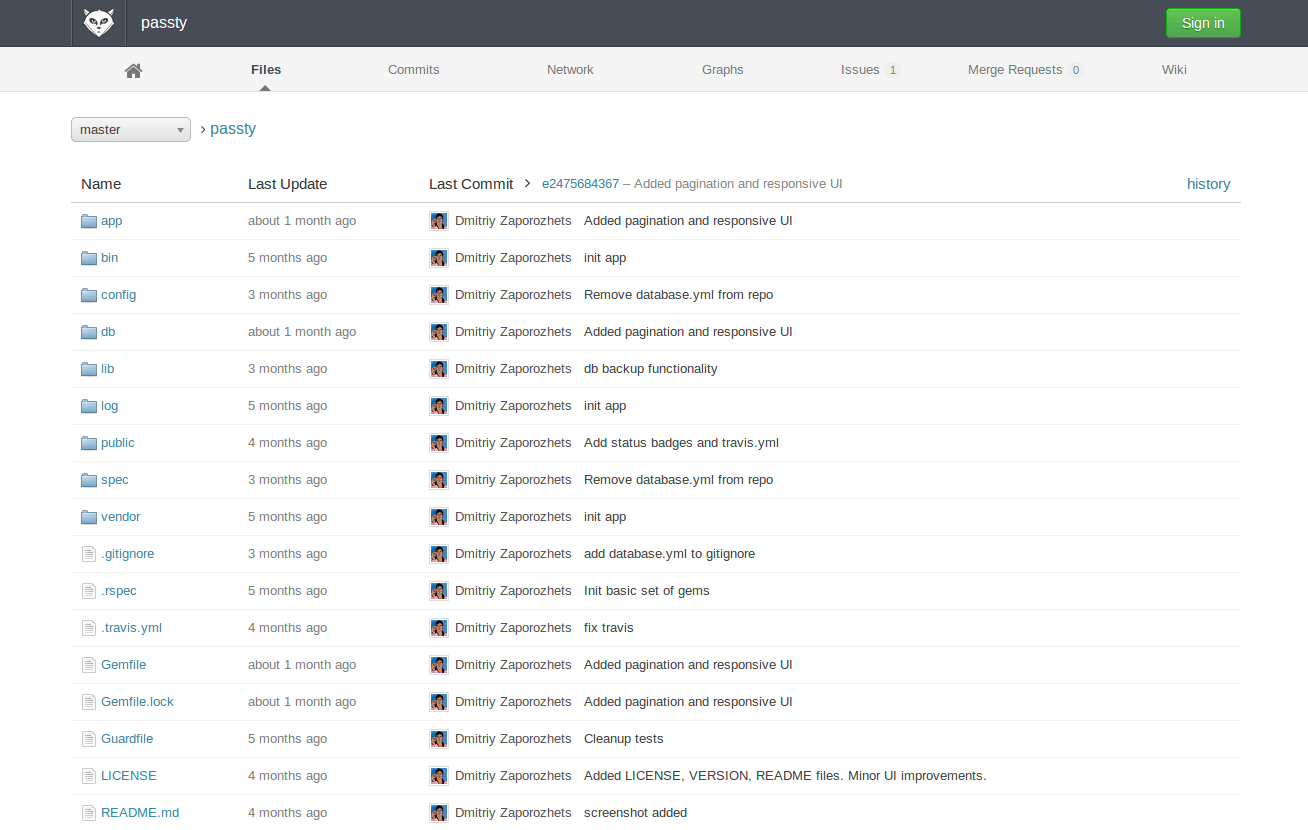 passty Sign in
Files Commits Network Graphs Issues 1 Merge Requests 0 Wiki
master › passty
Name Last Update Last Commit > e2475684367 – Added pagination and responsive UI history
app about 1 month ago Dmitriy Zaporozhets Added pagination and responsive UI
bin 5 months ago Dmitriy Zaporozhets init app
config 3 months ago Dmitriy Zaporozhets Remove database.yml from repo
db about 1 month ago Dmitriy Zaporozhets Added pagination and responsive UI
lib 3 months ago Dmitriy Zaporozhets db backup functionality
log 5 months ago Dmitriy Zaporozhets init app
public 4 months ago Dmitriy Zaporozhets Add status badges and travis.yml
spec 3 months ago Dmitriy Zaporozhets Remove database.yml from repo
vendor 5 months ago Dmitriy Zaporozhets init app
.gitignore 3 months ago Dmitriy Zaporozhets add database.yml to gitignore
.rspec 5 months ago Dmitriy Zaporozhets Init basic set of gems
.travis.yml 4 months ago Dmitriy Zaporozhets fix travis
Gemfile about 1 month ago Dmitriy Zaporozhets Added pagination and responsive UI
Gemfile.lock about 1 month ago Dmitriy Zaporozhets Added pagination and responsive UI
Guardfile 5 months ago Dmitriy Zaporozhets Cleanup tests
LICENSE 4 months ago Dmitriy Zaporozhets Added LICENSE, VERSION, README files. Minor UI improvements.
README.md 4 months ago Dmitriy Zaporozhets screenshot added